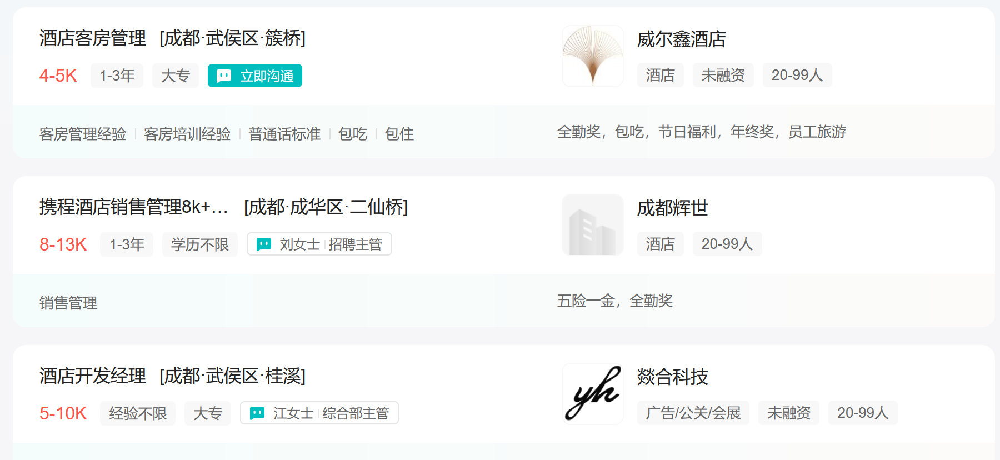 酒店客房管理 [成都·武侯区·簇桥]
4-5K 1-3年 大专 立即沟通
威尔鑫酒店
酒店 未融资 20-99人
客房管理经验 客房培训经验 普通话标准 包吃 包住
全勤奖，包吃，节日福利，年终奖，员工旅游
携程酒店销售管理8k+... [成都·成华区·二仙桥]
8-13K 1-3年 学历不限 刘女士 招聘主管
成都辉世
酒店 20-99人
销售管理
五险一金，全勤奖
酒店开发经理 [成都·武侯区·桂溪]
5-10K 经验不限 大专 江女士 综合部主管
yh
燚合科技
广告/公关/会展 未融资 20-99人